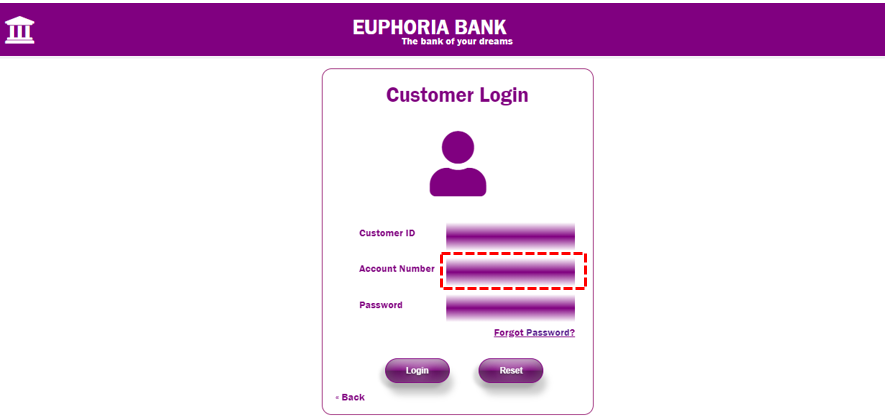 EUPHORIA BANK
The bank of your dreams
Customer Login
Customer ID
Account Number
Password
Forgot Password?
Login Reset
« Back